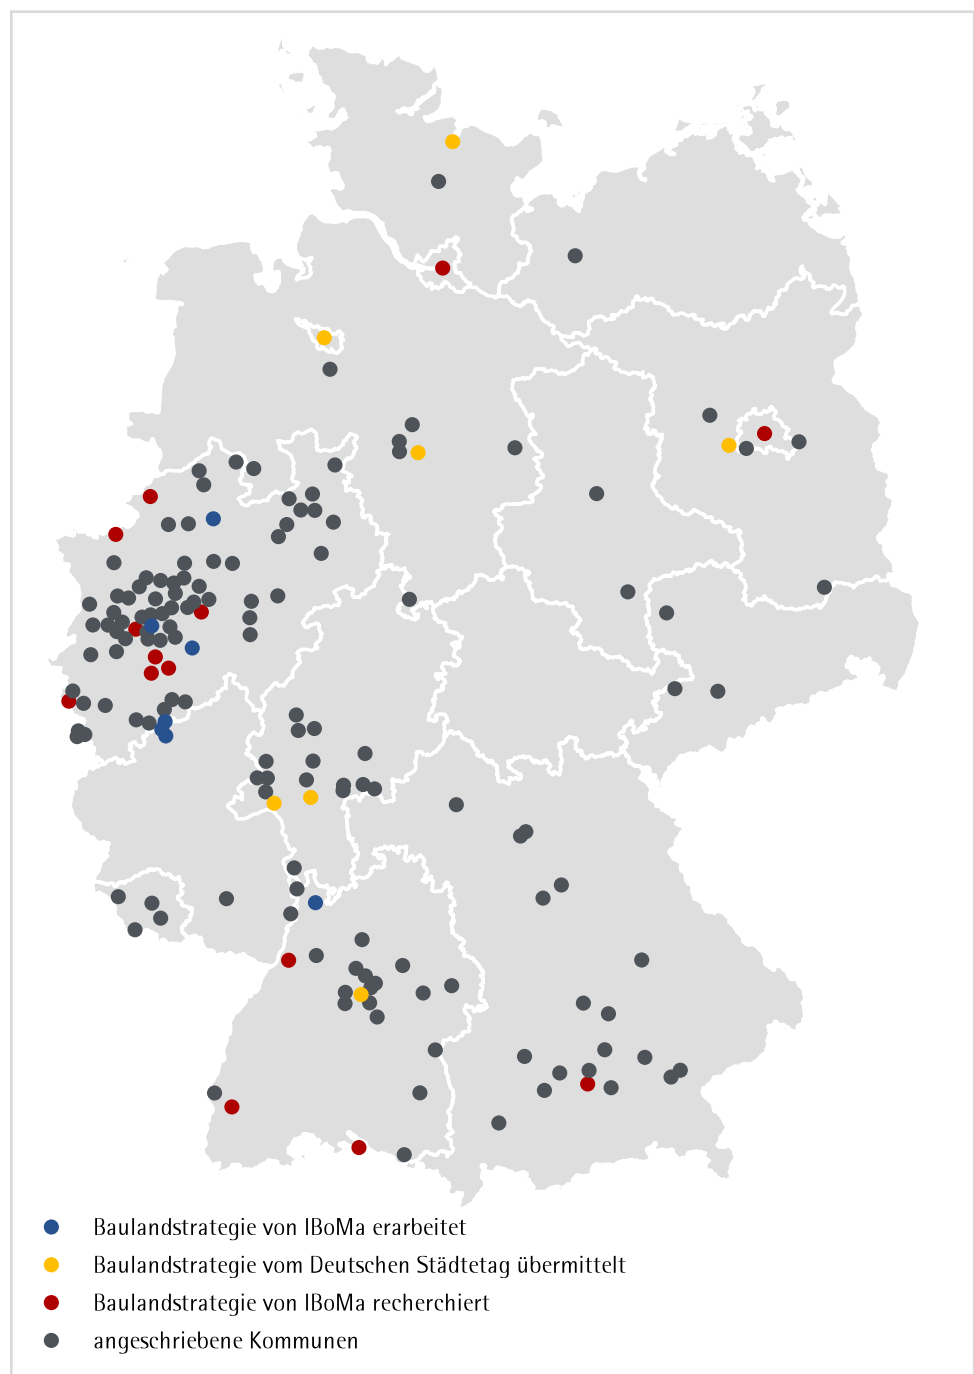 Baulandstrategie von IBoMa erarbeitet
Baulandstrategie vom Deutschen Städtetag übermittelt
Baulandstrategie von IBoMa recherchiert
angeschriebene Kommunen